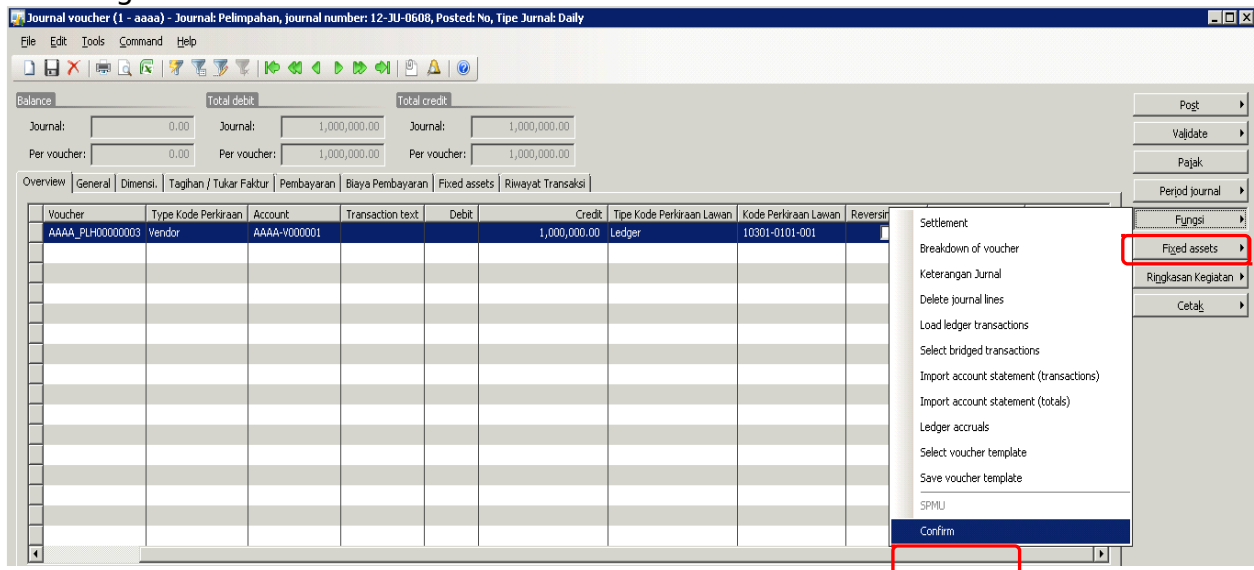 Journal voucher (1 - aaaa) - Journal: Pelimpahan, journal number: 12-JU-0608, Posted: No, Tipe Jurnal: Daily
File Edit Tools Command Help
Balance Total debit Total credit
Journal: 0.00 Journal: 1,000,000.00 Journal: 1,000,000.00
Per voucher: 0.00 Per voucher: 1,000,000.00 Per voucher: 1,000,000.00
Overview General Dimensi. Tagihan / Tukar Faktur Pembayaran Biaya Pembayaran Fixed assets Riwayat Transaksi
Voucher Type Kode Perkiraan Account Transaction text Debit Credit Tipe Kode Perkiraan Lawan Kode Perkiraan Lawan
AAAA_PLH00000003 Vendor AAAA-V000001 1,000,000.00 Ledger 10301-0101-001
Settlement
Breakdown of voucher
Keterangan Jurnal
Delete journal lines
Load ledger transactions
Select bridged transactions
Import account statement (transactions)
Import account statement (totals)
Ledger accruals
Select voucher template
Save voucher template
SPMU
Confirm
Post
Validate
Pajak
Period journal
Fungsi
Fixed assets
Ringkasan Kegiatan
Cetak